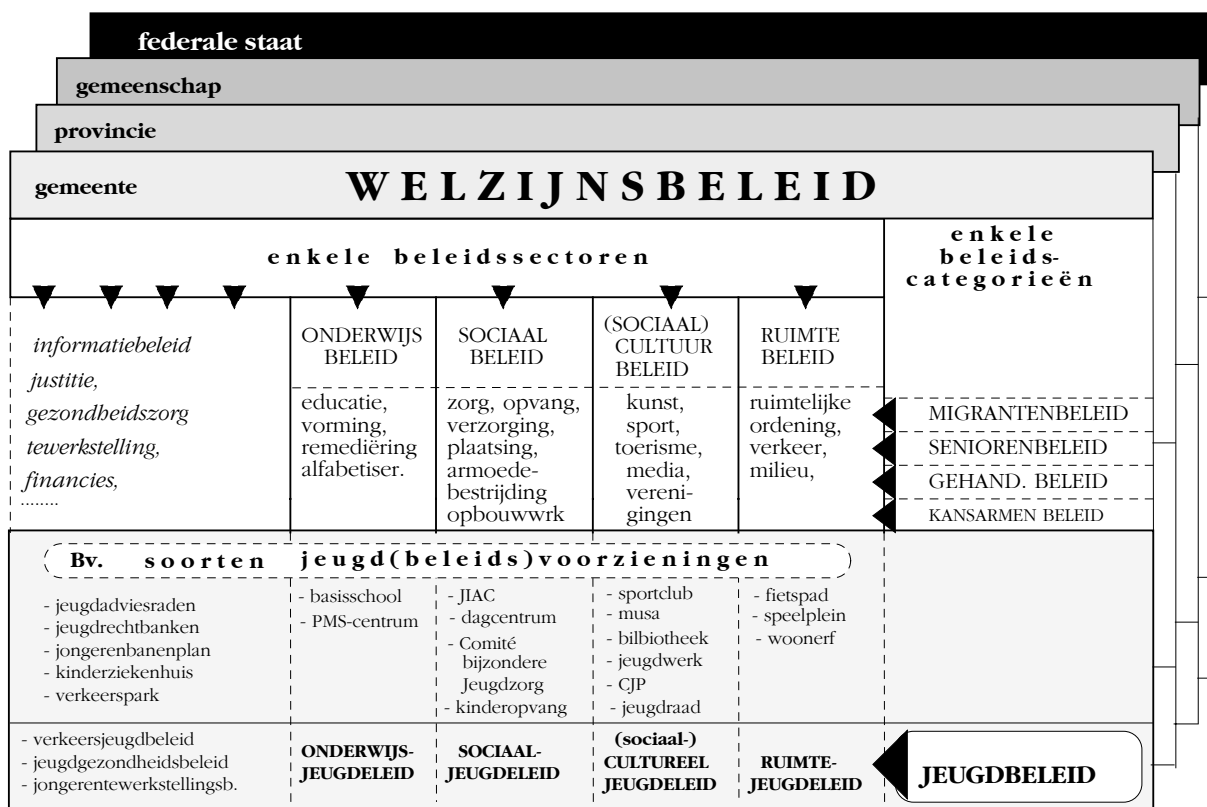 federale staat
gemeenschap
provincie
gemeente
WELZIJNSBELEID
enkele beleidssectoren
enkele
beleids-
categorieën
informatiebeleid
justitie,
gezondheidszorg
tewerkstelling,
financies,
........
ONDERWIJS
BELEID
educatie,
vorming,
remediëring
alfabetiser.
SOCIAAL
BELEID
zorg, opvang,
verzorging,
plaatsing,
armoede-
bestrijding
opbouwwrk
(SOCIAAL)
CULTUUR
BELEID
kunst,
sport,
toerisme,
media,
vereni-
gingen
RUIMTE
BELEID
ruimtelijke
ordening,
verkeer,
milieu,
MIGRANTENBELEID
SENIORENBELEID
GEHAND. BELEID
KANSARMEN BELEID
Bv. soorten jeugd(beleids)voorzieningen
- jeugdadviesraden
- jeugdrechtbanken
- jongerenbanenplan
- kinderziekenhuis
- verkeerspark
- basisschool
- PMS-centrum
- JIAC
- dagcentrum
- Comité
bijzondere
Jeugdzorg
- kinderopvang
- sportclub
- musa
- bilbiotheek
- jeugdwerk
- CJP
- jeugdraad
- fietspad
- speelplein
- woonerf
- verkeersjeugdbeleid
- jeugdgezondheidsbeleid
- jongerentewerkstellingsb.
ONDERWIJS-
JEUGDELEID
SOCIAAL-
JEUGDELEID
(sociaal-)
CULTUREEL
JEUGDELEID
RUIMTE-
JEUGDELEID
JEUGDBELEID